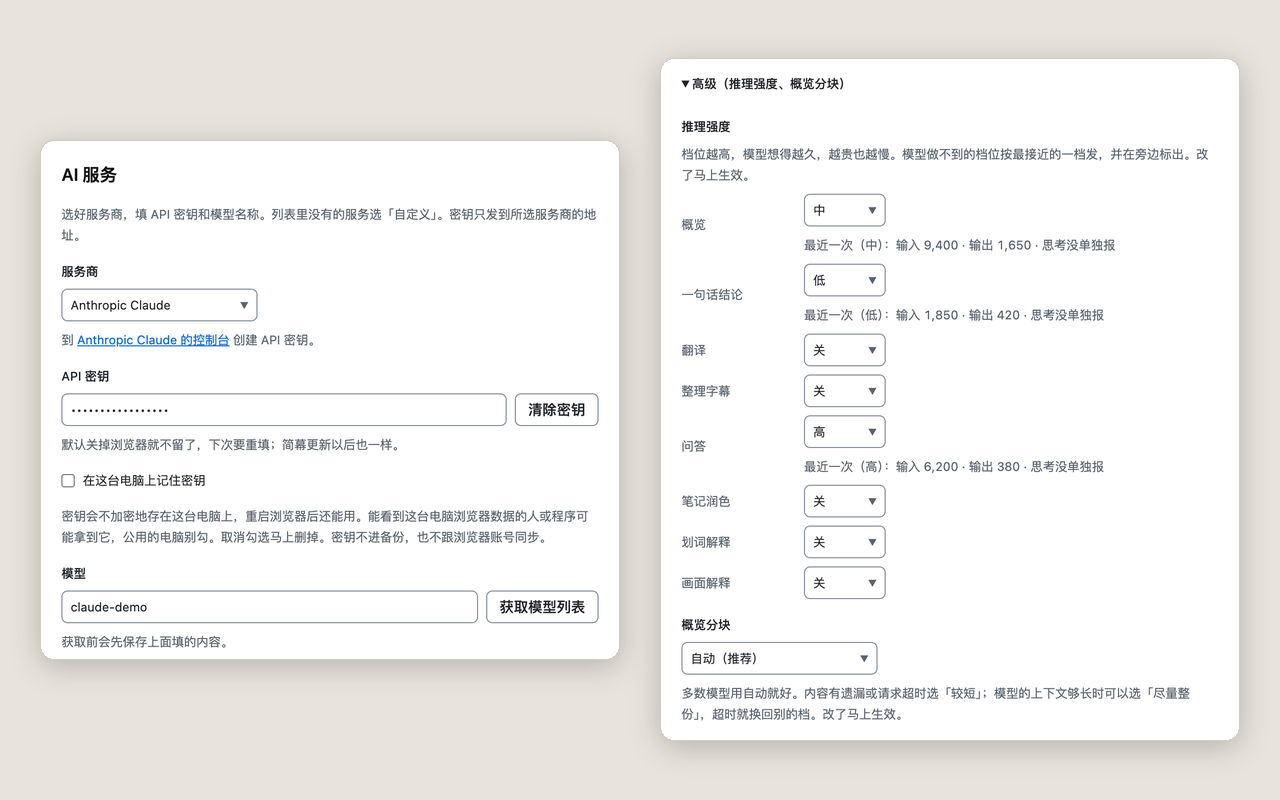 AI 服务
选好服务商，填 API 密钥和模型名称。列表里没有的服务选「自定义」。密钥只发到所选服务商的地
址。
服务商
Anthropic Claude
到 Anthropic Claude 的控制台 创建 API 密钥。
API 密钥
•••••••••••••••••
清除密钥
默认关掉浏览器就不留了，下次要重填；简幕更新以后也一样。
在这台电脑上记住密钥
密钥会不加密地存在这台电脑上，重启浏览器后还能用。能看到这台电脑浏览器数据的人或程序可
能拿到它，公用的电脑别勾。取消勾选马上删掉。密钥不进备份，也不跟浏览器账号同步。
模型
claude-demo
获取模型列表
获取前会先保存上面填的内容。
▼高级（推理强度、概览分块）
推理强度
档位越高，模型想得越久，越贵也越慢。模型做不到的档位按最接近的一档发，并在旁边标出。改
了马上生效。
概览
中
最近一次（中）：输入 9,400 · 输出 1,650 · 思考没单独报
一句话结论
低
最近一次（低）：输入 1,850 · 输出 420 · 思考没单独报
翻译
关
整理字幕
关
问答
高
最近一次（高）：输入 6,200 · 输出 380 · 思考没单独报
笔记润色
关
划词解释
关
画面解释
关
概览分块
自动（推荐）
多数模型用自动就好。内容有遗漏或请求超时选「较短」；模型的上下文够长时可以选「尽量整
份」，超时就换回别的档。改了马上生效。